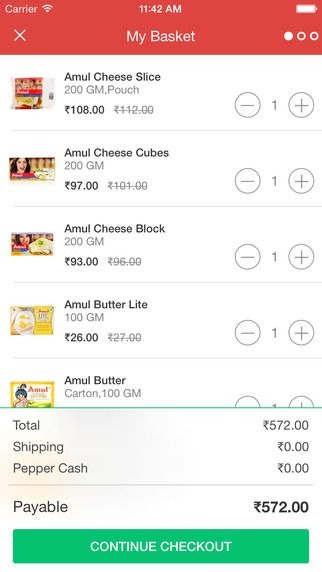 Carrier 11:42 AM
My Basket
Amul Cheese Slice
200 GM,Pouch
₹108.00 ₹112.00
1
Amul Cheese Cubes
200 GM
₹97.00 ₹101.00
1
Amul Cheese Block
200 GM
₹93.00 ₹96.00
1
Amul Butter Lite
100 GM
₹26.00 ₹27.00
1
Amul Butter
Carton,100 GM
Amul
Total ₹572.00
Shipping ₹0.00
Pepper Cash ₹0.00
Payable ₹572.00
CONTINUE CHECKOUT